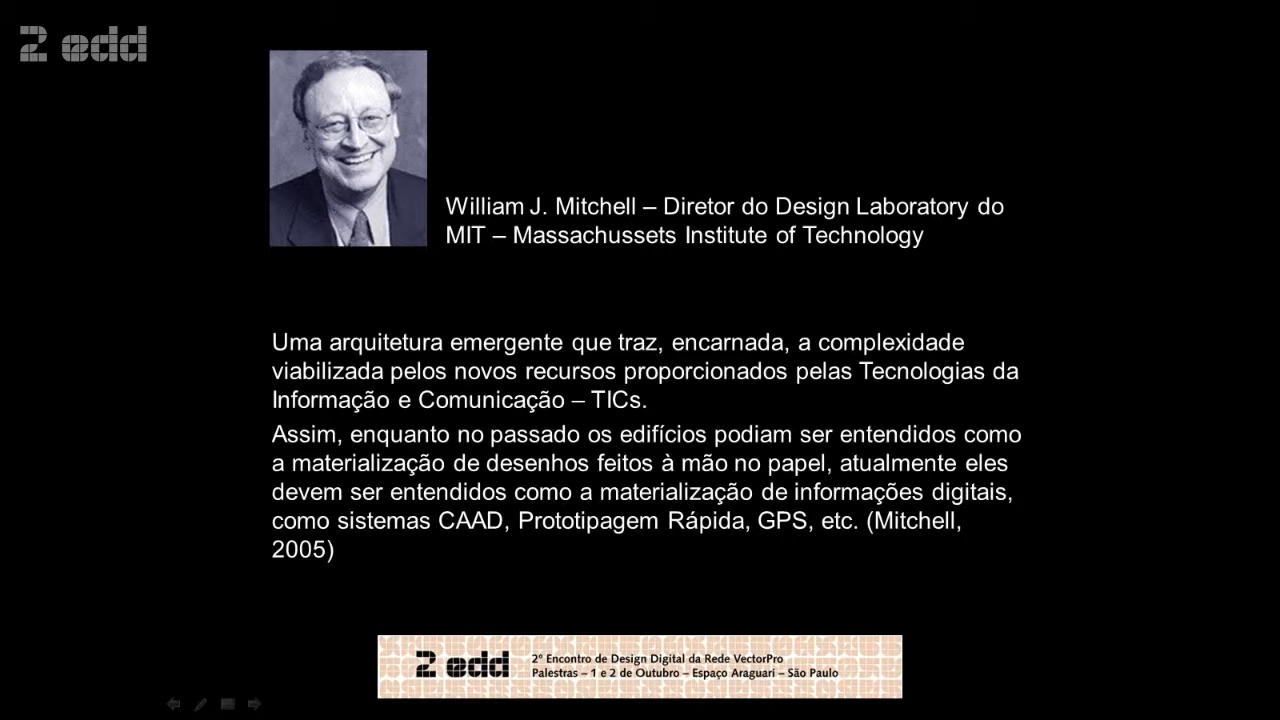 2 edd
William J. Mitchell – Diretor do Design Laboratory do
MIT – Massachussets Institute of Technology
Uma arquitetura emergente que traz, encarnada, a complexidade
viabilizada pelos novos recursos proporcionados pelas Tecnologias da
Informação e Comunicação – TICs.
Assim, enquanto no passado os edifícios podiam ser entendidos como
a materialização de desenhos feitos à mão no papel, atualmente eles
devem ser entendidos como a materialização de informações digitais,
como sistemas CAAD, Prototipagem Rápida, GPS, etc. (Mitchell,
2005)
2 edd
2º Encontro de Design Digital da Rede VectorPro
Palestras – 1 e 2 de Outubro – Espaço Araguari – São Paulo